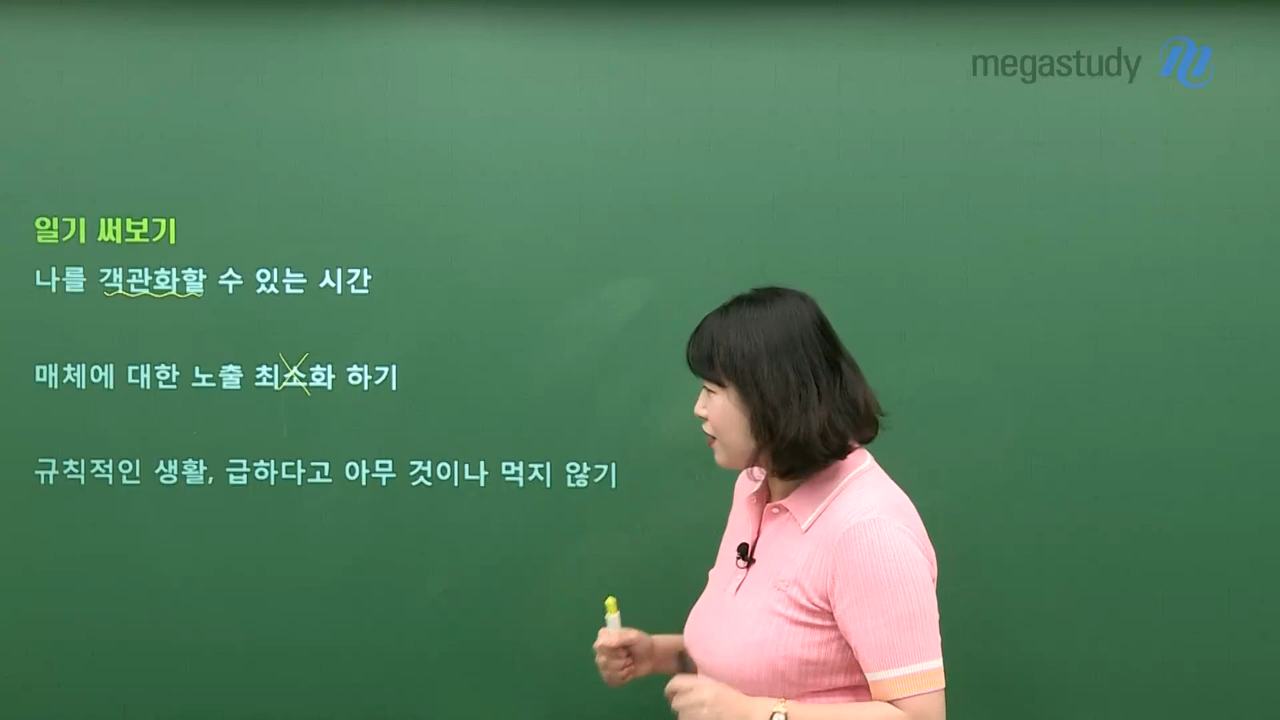 megastudy
일기 써보기
나를 객관화할 수 있는 시간
매체에 대한 노출 최소화 하기
규칙적인 생활, 급하다고 아무 것이나 먹지 않기